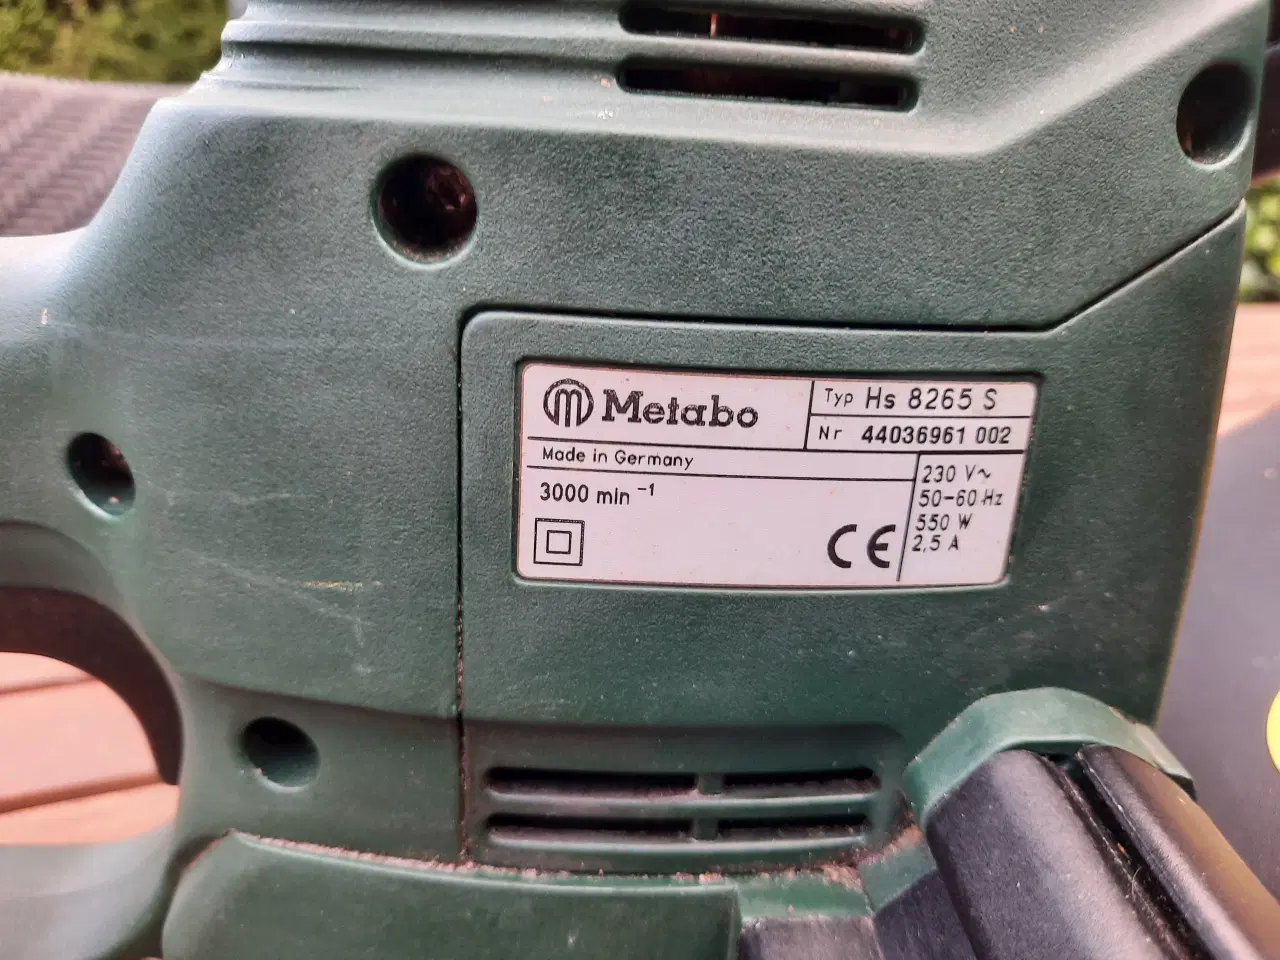 Metabo
Typ Hs 8265 S
Nr 44036961 002
Made in Germany
3000 min⁻¹
230 V~
50-60 Hz
550 W
2,5 A
CE